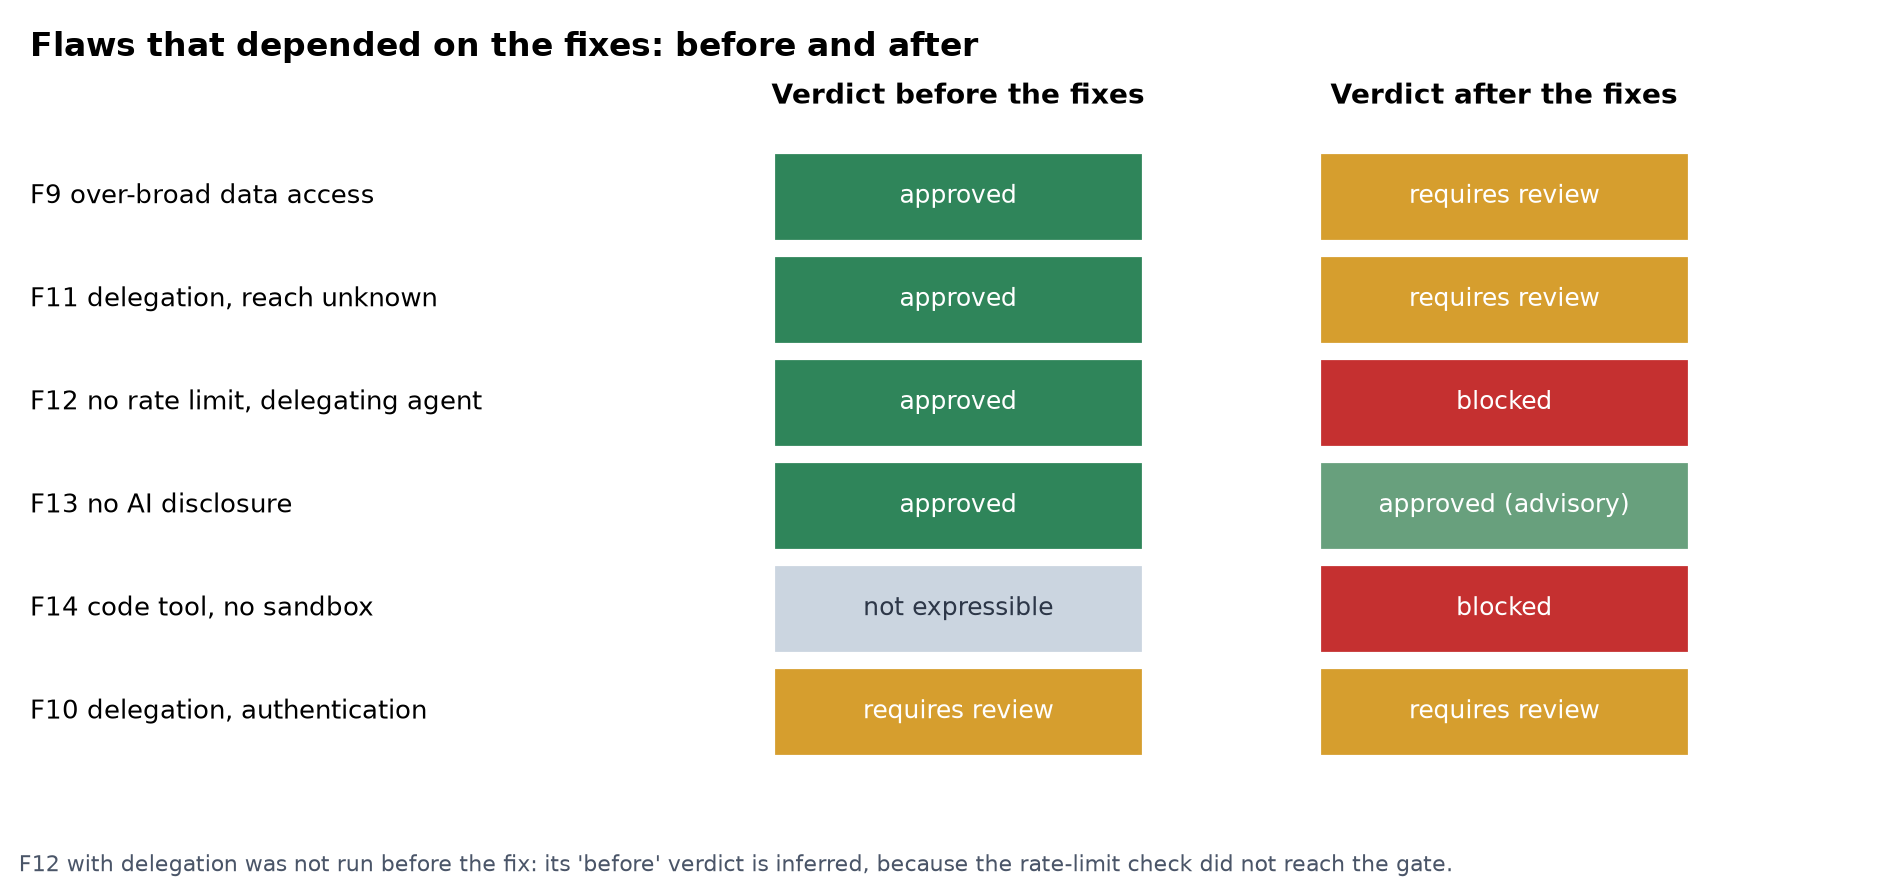 Flaws that depended on the fixes: before and after
Verdict before the fixes Verdict after the fixes
F9 over-broad data access approved requires review
F11 delegation, reach unknown approved requires review
F12 no rate limit, delegating agent approved blocked
F13 no AI disclosure approved approved (advisory)
F14 code tool, no sandbox not expressible blocked
F10 delegation, authentication requires review requires review
F12 with delegation was not run before the fix: its 'before' verdict is inferred, because the rate-limit check did not reach the gate.